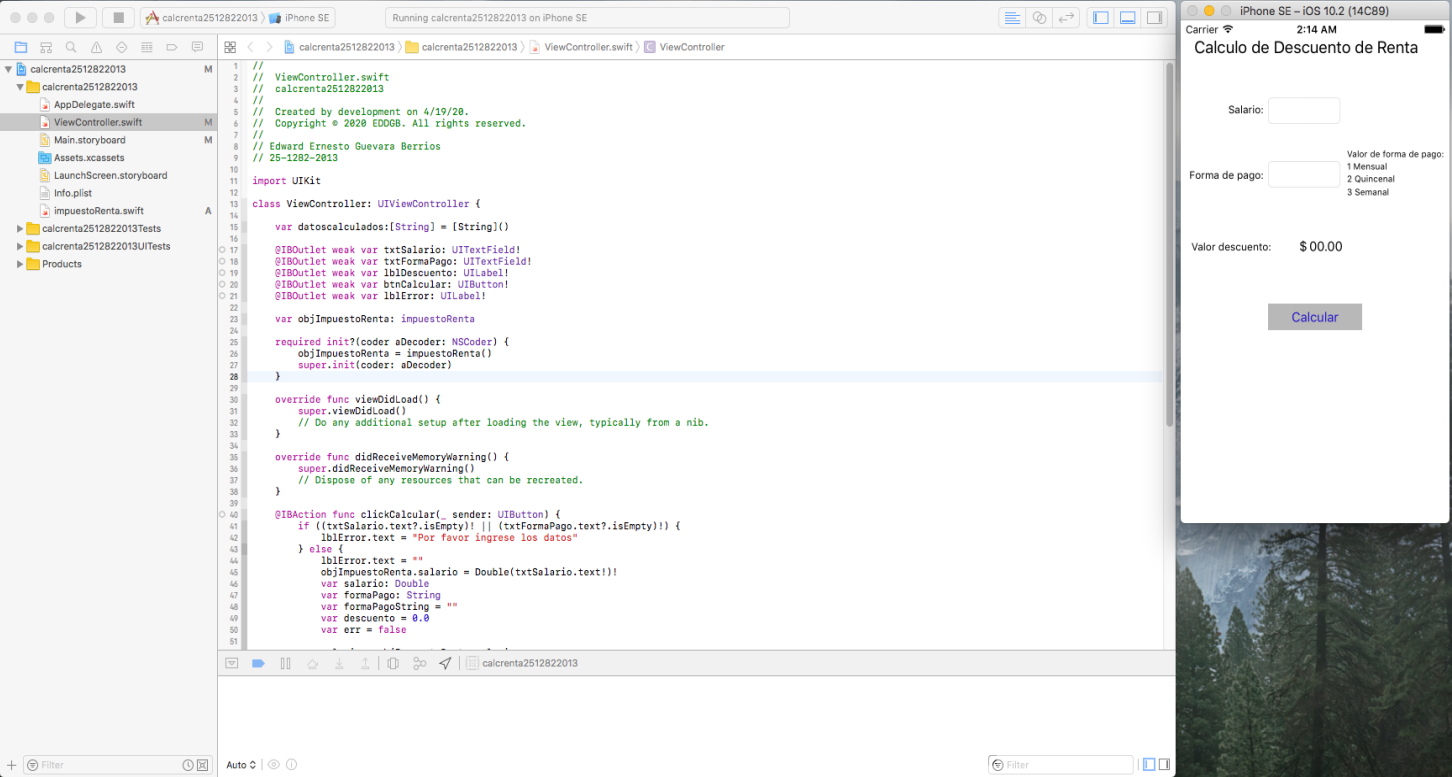 calcrenta2512822013 iPhone SE
Running calcrenta2512822013 on iPhone SE
calcrenta2512822013 calcrenta2512822013 ViewController.swift C ViewController
calcrenta2512822013 M
calcrenta2512822013
AppDelegate.swift
ViewController.swift M
Main.storyboard M
Assets.xcassets
LaunchScreen.storyboard
Info.plist
impuestoRenta.swift A
calcrenta2512822013Tests
calcrenta2512822013UITests
Products
Filter
1 //
2 //  ViewController.swift
3 //  calcrenta2512822013
4 //
5 //  Created by development on 4/19/20.
6 //  Copyright © 2020 EDDGB. All rights reserved.
7 //
8 // Edward Ernesto Guevara Berrios
9 // 25-1282-2013
10
11 import UIKit
12
13 class ViewController: UIViewController {
14
15 var datoscalculados:[String] = [String]()
16
17 @IBOutlet weak var txtSalario: UITextField!
18 @IBOutlet weak var txtFormaPago: UITextField!
19 @IBOutlet weak var lblDescuento: UILabel!
20 @IBOutlet weak var btnCalcular: UIButton!
21 @IBOutlet weak var lblError: UILabel!
22
23 var objImpuestoRenta: impuestoRenta
24
25 required init?(coder aDecoder: NSCoder) {
26 objImpuestoRenta = impuestoRenta()
27 super.init(coder: aDecoder)
28 }
29
30 override func viewDidLoad() {
31 super.viewDidLoad()
32 // Do any additional setup after loading the view, typically from a nib.
33 }
34
35 override func didReceiveMemoryWarning() {
36 super.didReceiveMemoryWarning()
37 // Dispose of any resources that can be recreated.
38 }
39
40 @IBAction func clickCalcular(_ sender: UIButton) {
41 if ((txtSalario.text?.isEmpty)! || (txtFormaPago.text?.isEmpty)!) {
42 lblError.text = "Por favor ingrese los datos"
43 } else {
44 lblError.text = ""
45 objImpuestoRenta.salario = Double(txtSalario.text!)!
46 var salario: Double
47 var formaPago: String
48 var formaPagoString = ""
49 var descuento = 0.0
50 var err = false
51
calcrenta2512822013
Auto
Filter
iPhone SE – iOS 10.2 (14C89)
Carrier 2:14 AM
Calculo de Descuento de Renta
Salario:
Forma de pago:
Valor de forma de pago:
1 Mensual
2 Quincenal
3 Semanal
Valor descuento: $ 00.00
Calcular